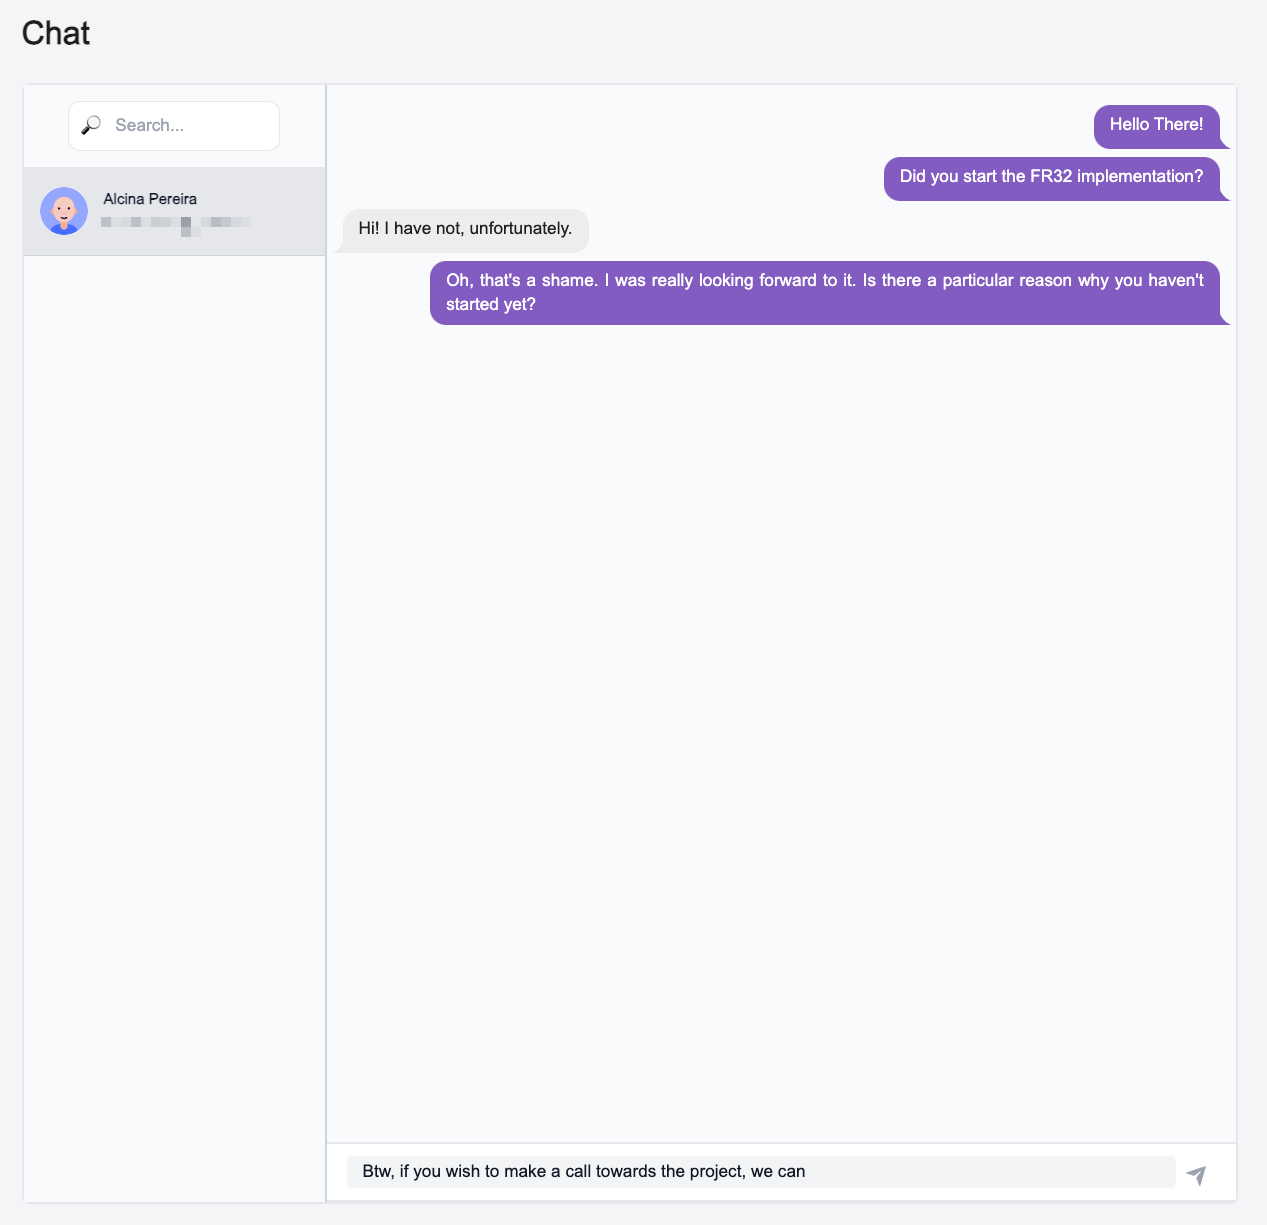 Chat
Search...
Alcina Pereira
Hello There!
Did you start the FR32 implementation?
Hi! I have not, unfortunately.
Oh, that's a shame. I was really looking forward to it. Is there a particular reason why you haven't
started yet?
Btw, if you wish to make a call towards the project, we can